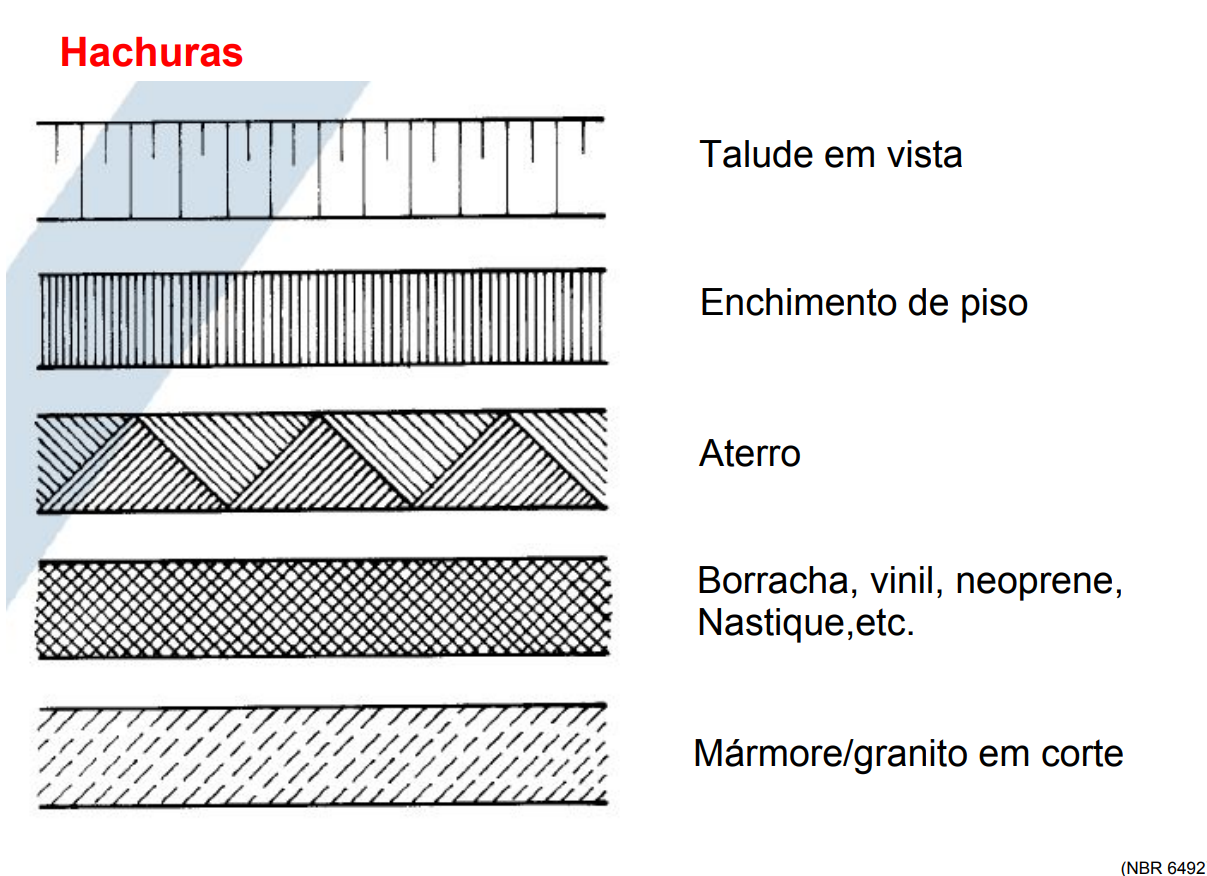 Hachuras
Talude em vista
Enchimento de piso
Aterro
Borracha, vinil, neoprene,
Nastique,etc.
Mármore/granito em corte
(NBR 6492